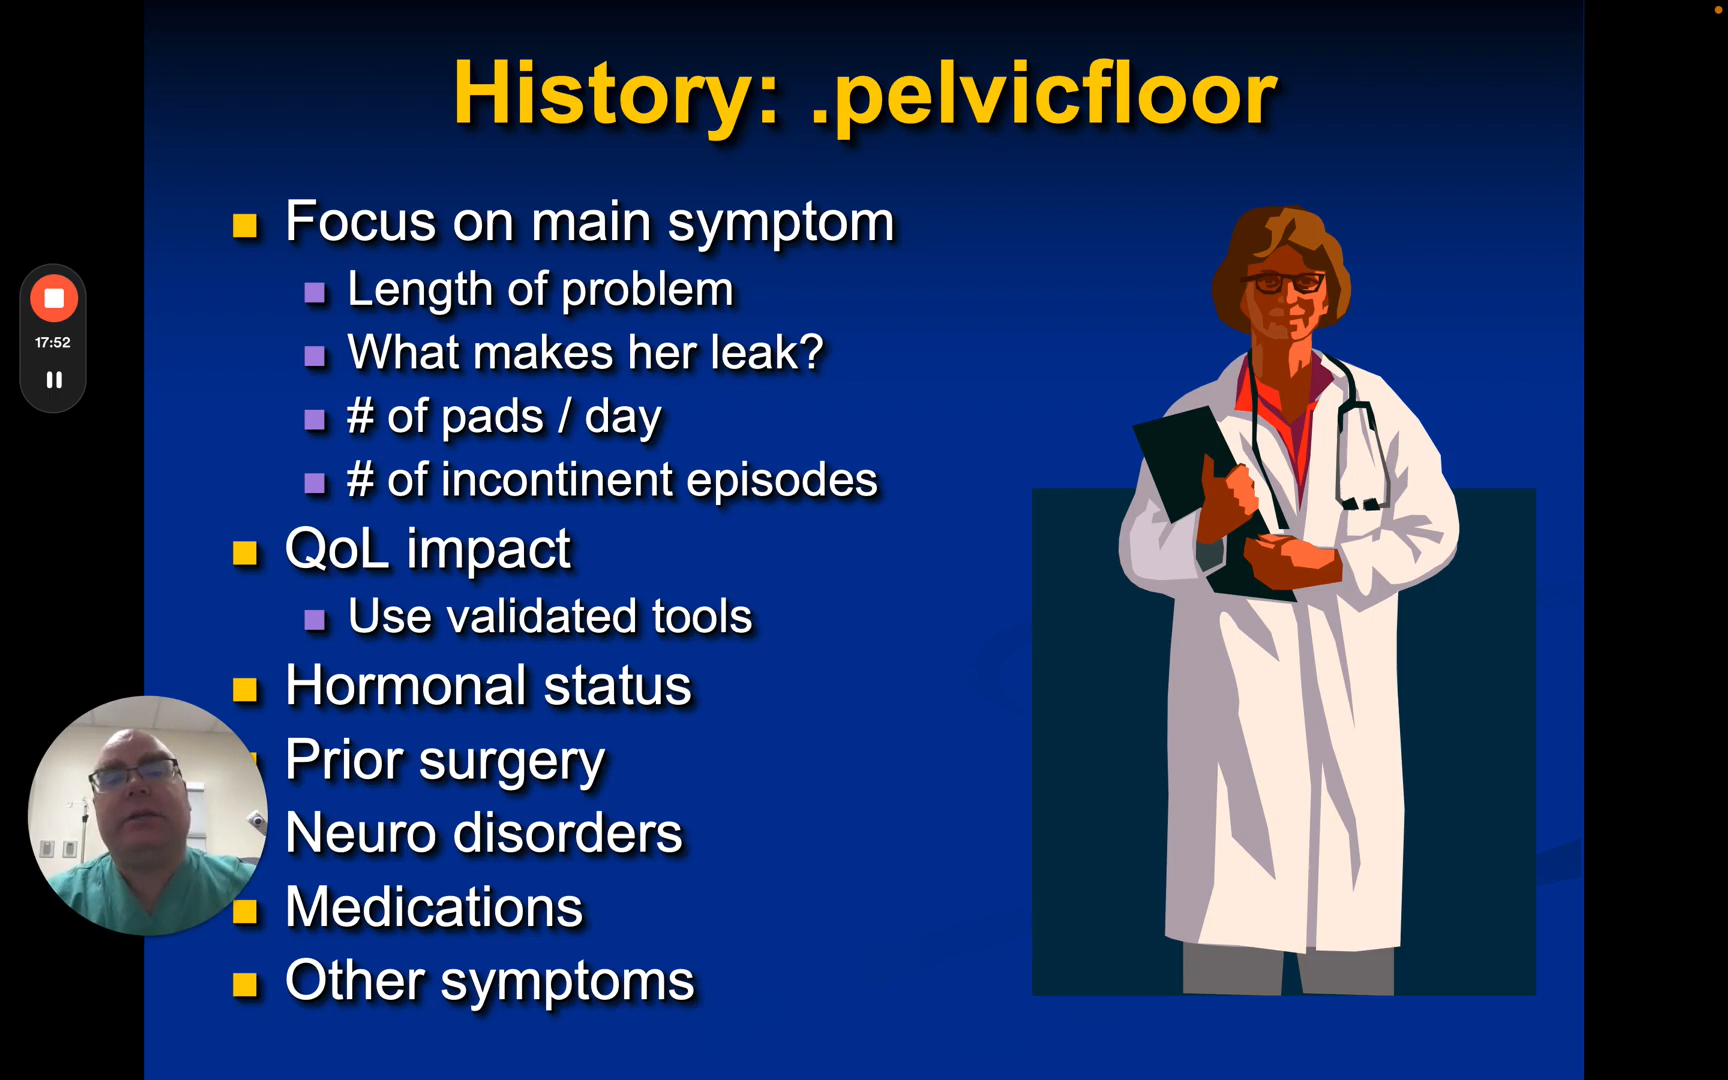 History: .pelvicfloor
Focus on main symptom
Length of problem
What makes her leak?
# of pads / day
# of incontinent episodes
QoL impact
Use validated tools
Hormonal status
Prior surgery
Neuro disorders
Medications
Other symptoms
17:52